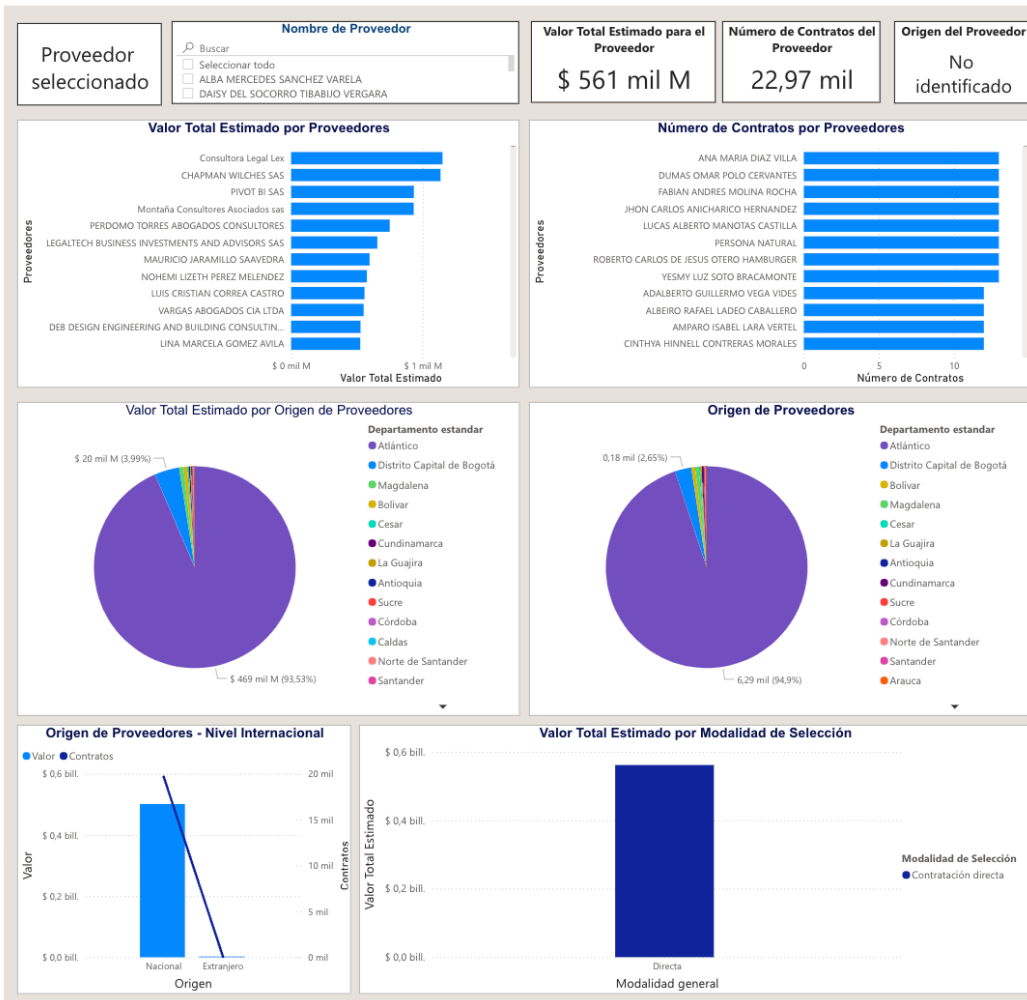 Proveedor
seleccionado
Nombre de Proveedor
Buscar
Seleccionar todo
ALBA MERCEDES SANCHEZ VARELA
DAISY DEL SOCORRO TIBABIJO VERGARA
Valor Total Estimado para el
Proveedor
$ 561 mil M
Número de Contratos del
Proveedor
22,97 mil
Origen del Proveedor
No
identificado
Valor Total Estimado por Proveedores
Proveedores
Consultora Legal Lex
CHAPMAN WILCHES SAS
PIVOT BI SAS
Montaña Consultores Asociados sas
PERDOMO TORRES ABOGADOS CONSULTORES
LEGALTECH BUSINESS INVESTMENTS AND ADVISORS SAS
MAURICIO JARAMILLO SAAVEDRA
NOHEMI LIZETH PEREZ MELENDEZ
LUIS CRISTIAN CORREA CASTRO
VARGAS ABOGADOS CIA LTDA
DEB DESIGN ENGINEERING AND BUILDING CONSULTIN...
LINA MARCELA GOMEZ AVILA
$ 0 mil M $ 1 mil M
Valor Total Estimado
Número de Contratos por Proveedores
Proveedores
ANA MARIA DIAZ VILLA
DUMAS OMAR POLO CERVANTES
FABIAN ANDRES MOLINA ROCHA
JHON CARLOS ANICHARICO HERNANDEZ
LUCAS ALBERTO MANOTAS CASTILLA
PERSONA NATURAL
ROBERTO CARLOS DE JESUS OTERO HAMBURGER
YESMY LUZ SOTO BRACAMONTE
ADALBERTO GUILLERMO VEGA VIDES
ALBEIRO RAFAEL LADEO CABALLERO
AMPARO ISABEL LARA VERTEL
CINTHYA HINNELL CONTRERAS MORALES
0 5 10
Número de Contratos
Valor Total Estimado por Origen de Proveedores
$ 20 mil M (3,99%)
$ 469 mil M (93,53%)
Departamento estandar
Atlántico
Distrito Capital de Bogotá
Magdalena
Bolívar
Cesar
Cundinamarca
La Guajira
Antioquia
Sucre
Córdoba
Caldas
Norte de Santander
Santander
Origen de Proveedores
0,18 mil (2,65%)
6,29 mil (94,9%)
Departamento estandar
Atlántico
Distrito Capital de Bogotá
Bolívar
Magdalena
Cesar
La Guajira
Antioquia
Cundinamarca
Sucre
Córdoba
Norte de Santander
Santander
Arauca
Origen de Proveedores - Nivel Internacional
Valor Contratos
Valor
$ 0,6 bill.
$ 0,4 bill.
$ 0,2 bill.
$ 0,0 bill.
20 mil
15 mil
10 mil
5 mil
0 mil
Contratos
Nacional Extranjero
Origen
Valor Total Estimado por Modalidad de Selección
Valor Total Estimado
$ 0,6 bill.
$ 0,4 bill.
$ 0,2 bill.
$ 0,0 bill.
Directa
Modalidad general
Modalidad de Selección
Contratación directa